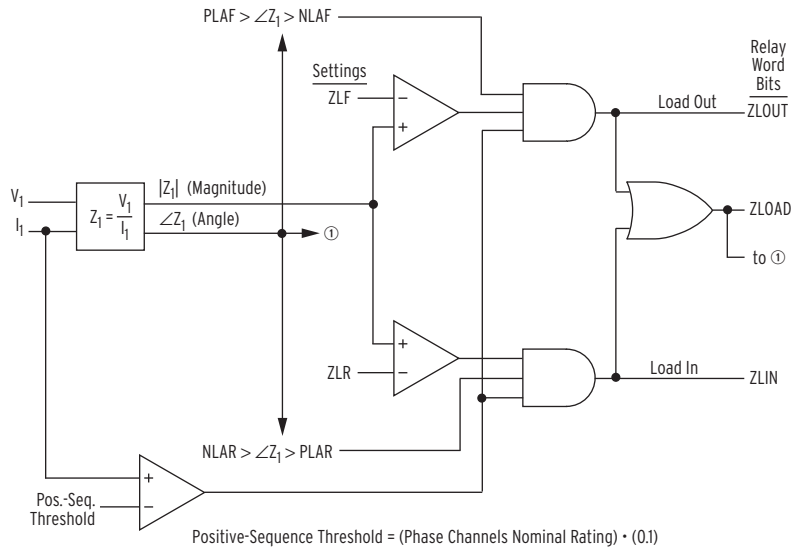 PLAF > ∠Z1 > NLAF
Relay
Word
Bits
Settings
ZLF
−
+
Load Out
ZLOUT
V1
I1
Z1 = V1/I1
|Z1| (Magnitude)
∠Z1 (Angle)
①
ZLOAD
to ①
+
−
ZLR
Load In
ZLIN
NLAR > ∠Z1 > PLAR
+
−
Pos.-Seq.
Threshold
Positive-Sequence Threshold = (Phase Channels Nominal Rating) • (0.1)